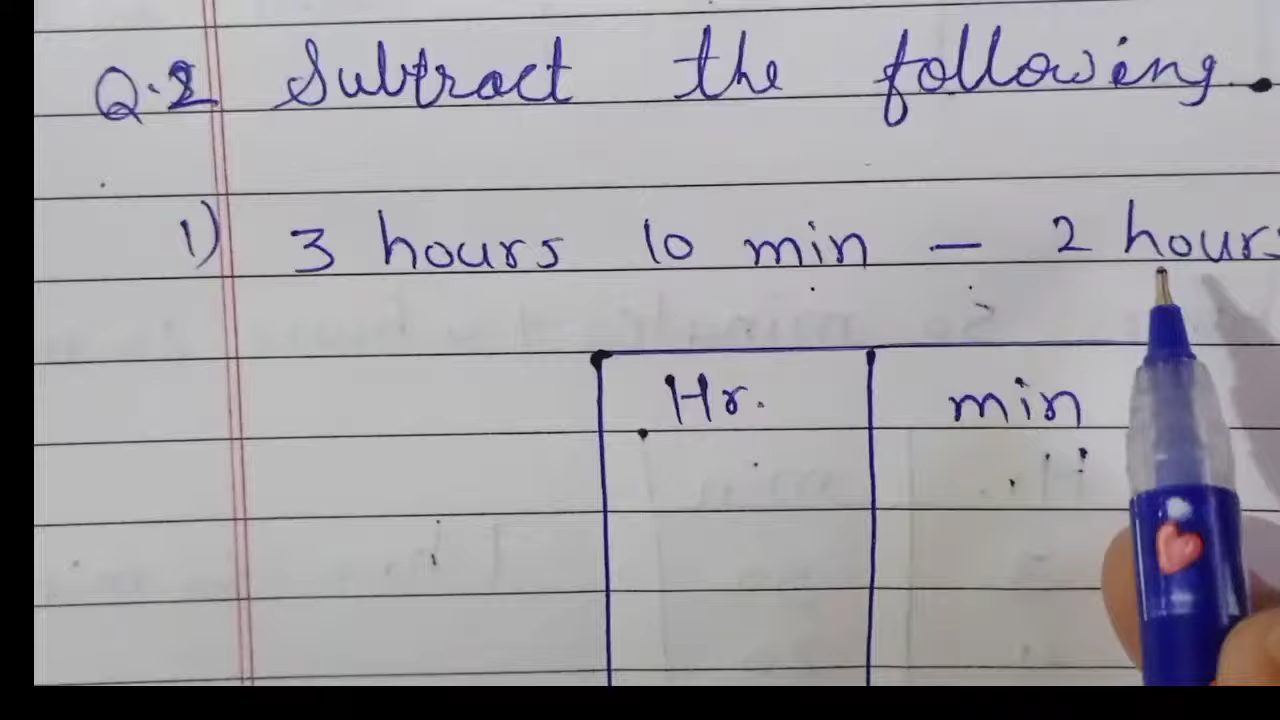 Q.2 Subtract the following.
1) 3 hours 10 min - 2 hours
Hr. min